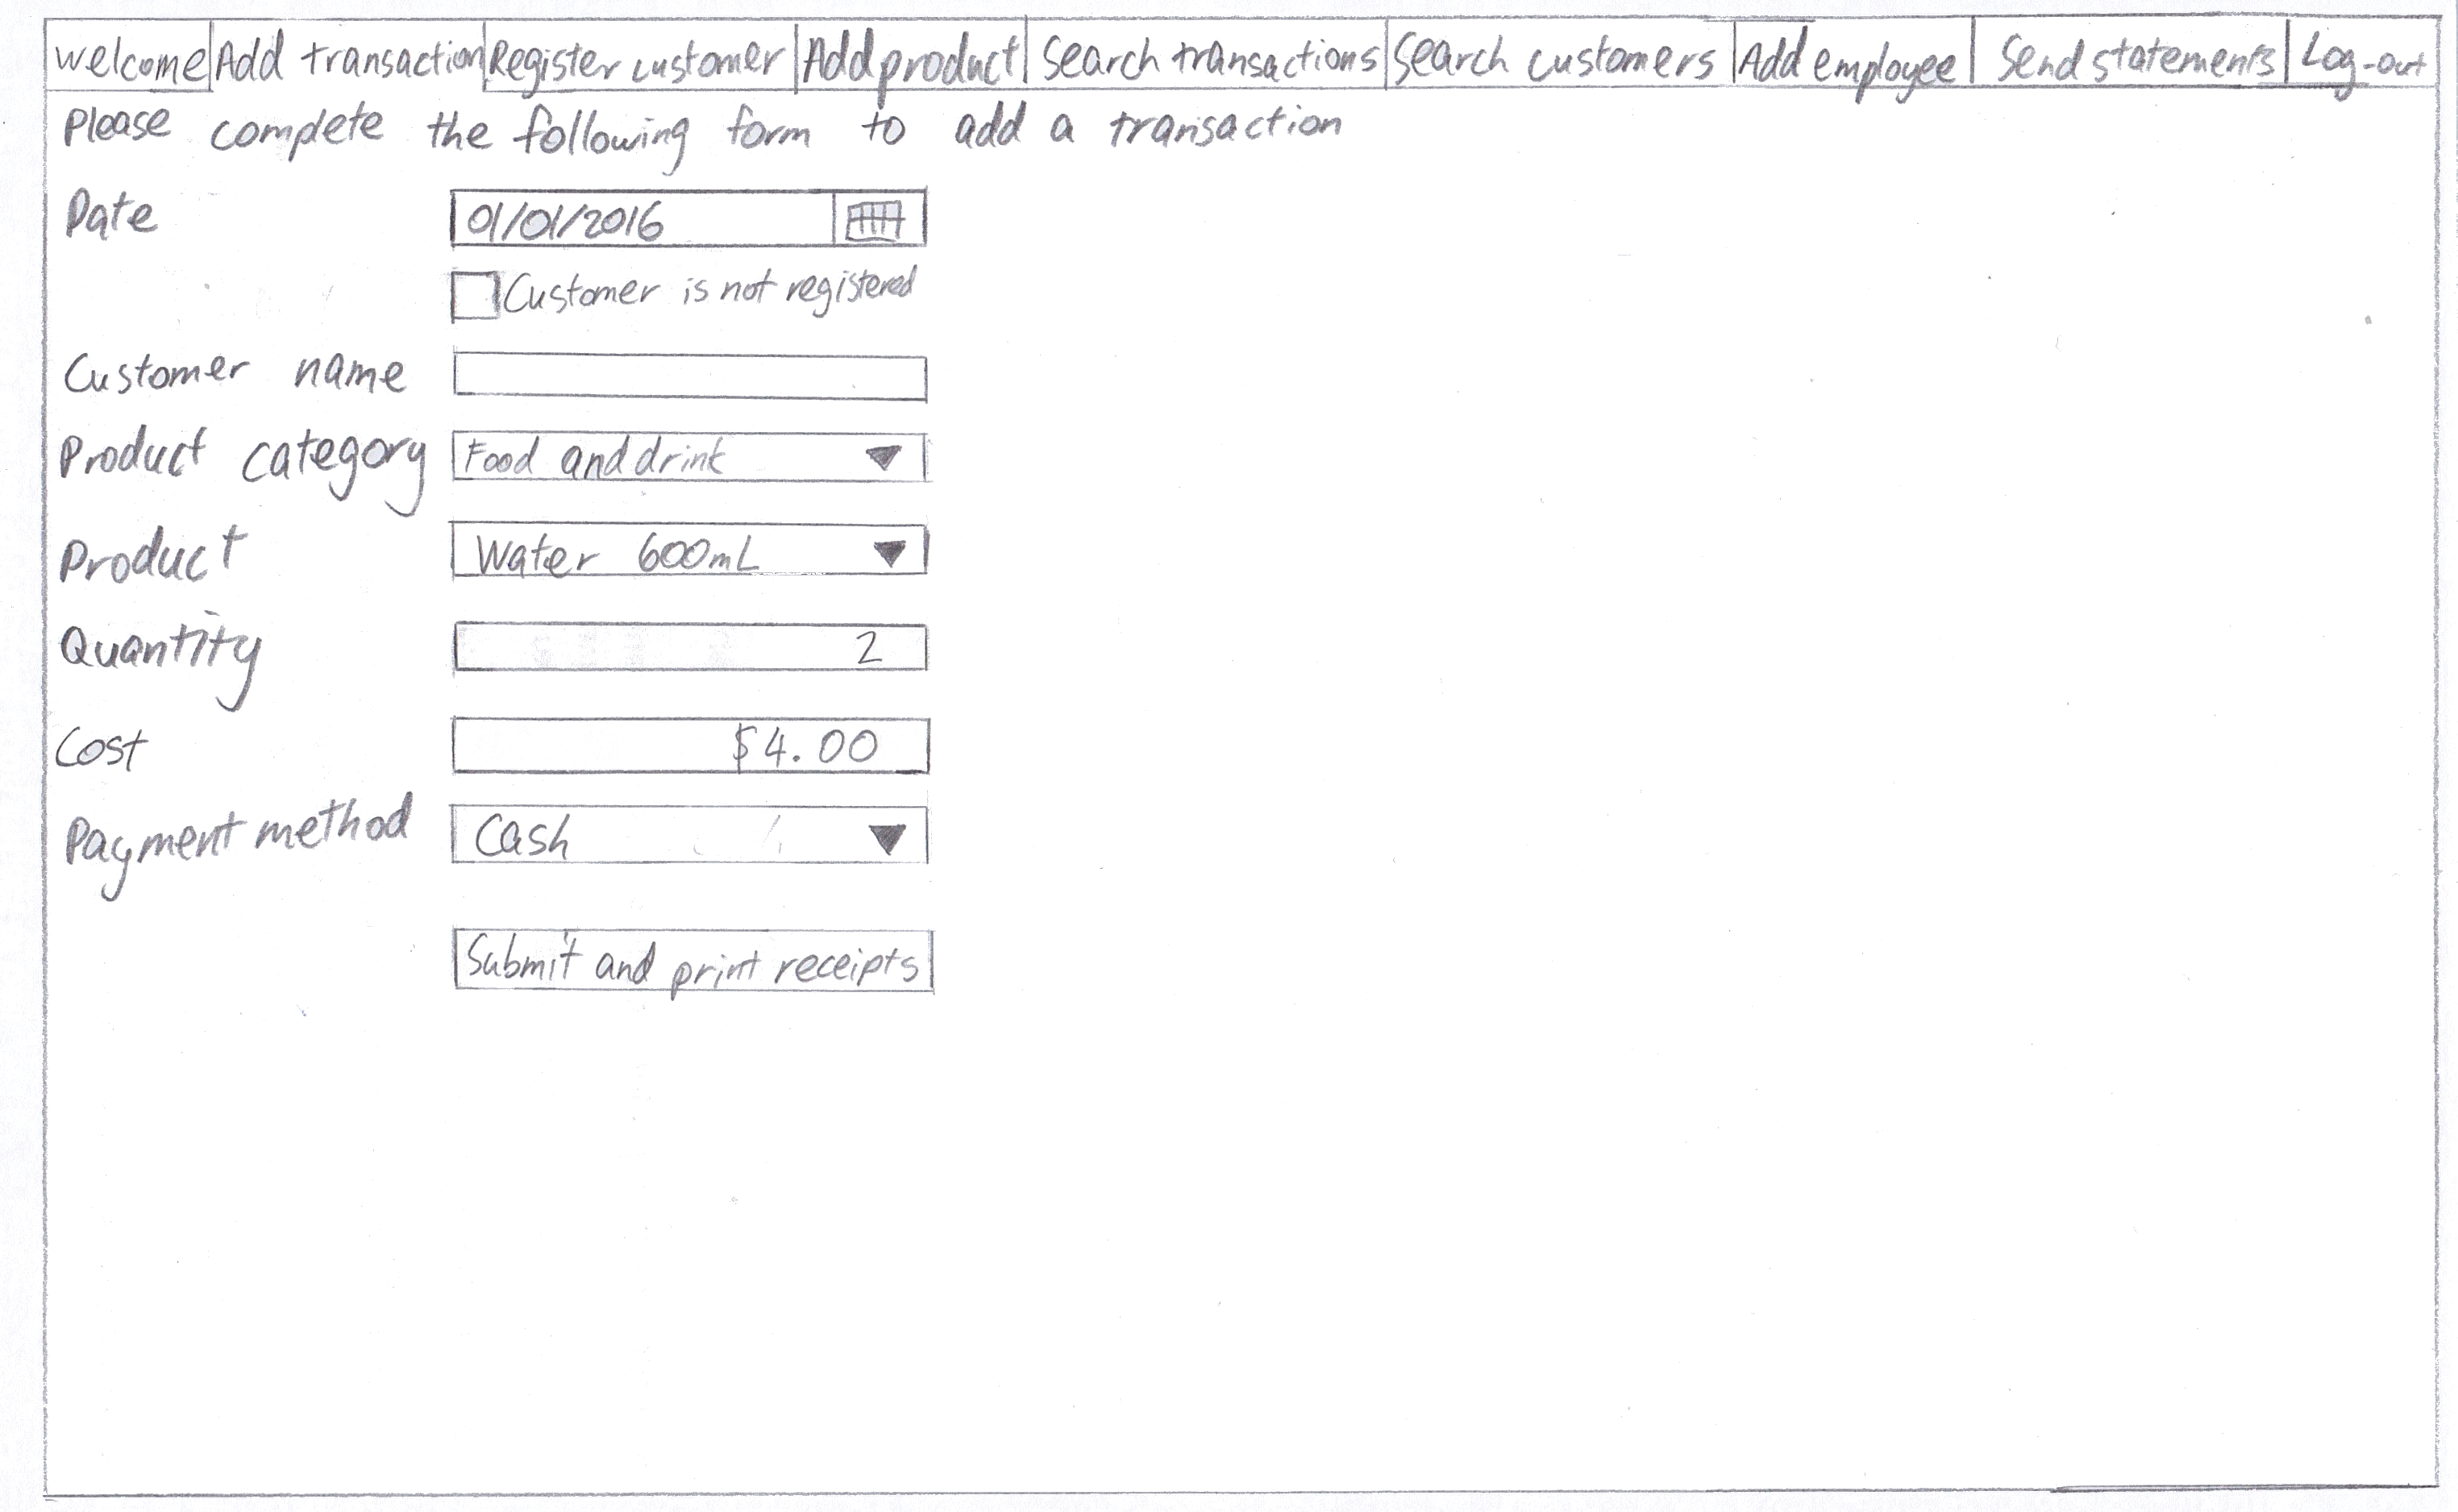 Welcome Add transaction Register customer Add product Search transactions Search customers Add employee Send statements Log-out
Please complete the following form to add a transaction
Date 01/01/2016
Customer is not registered
Customer name
Product category Food and drink
Product Water 600mL
Quantity 2
Cost $4.00
Payment method Cash
Submit and print receipts